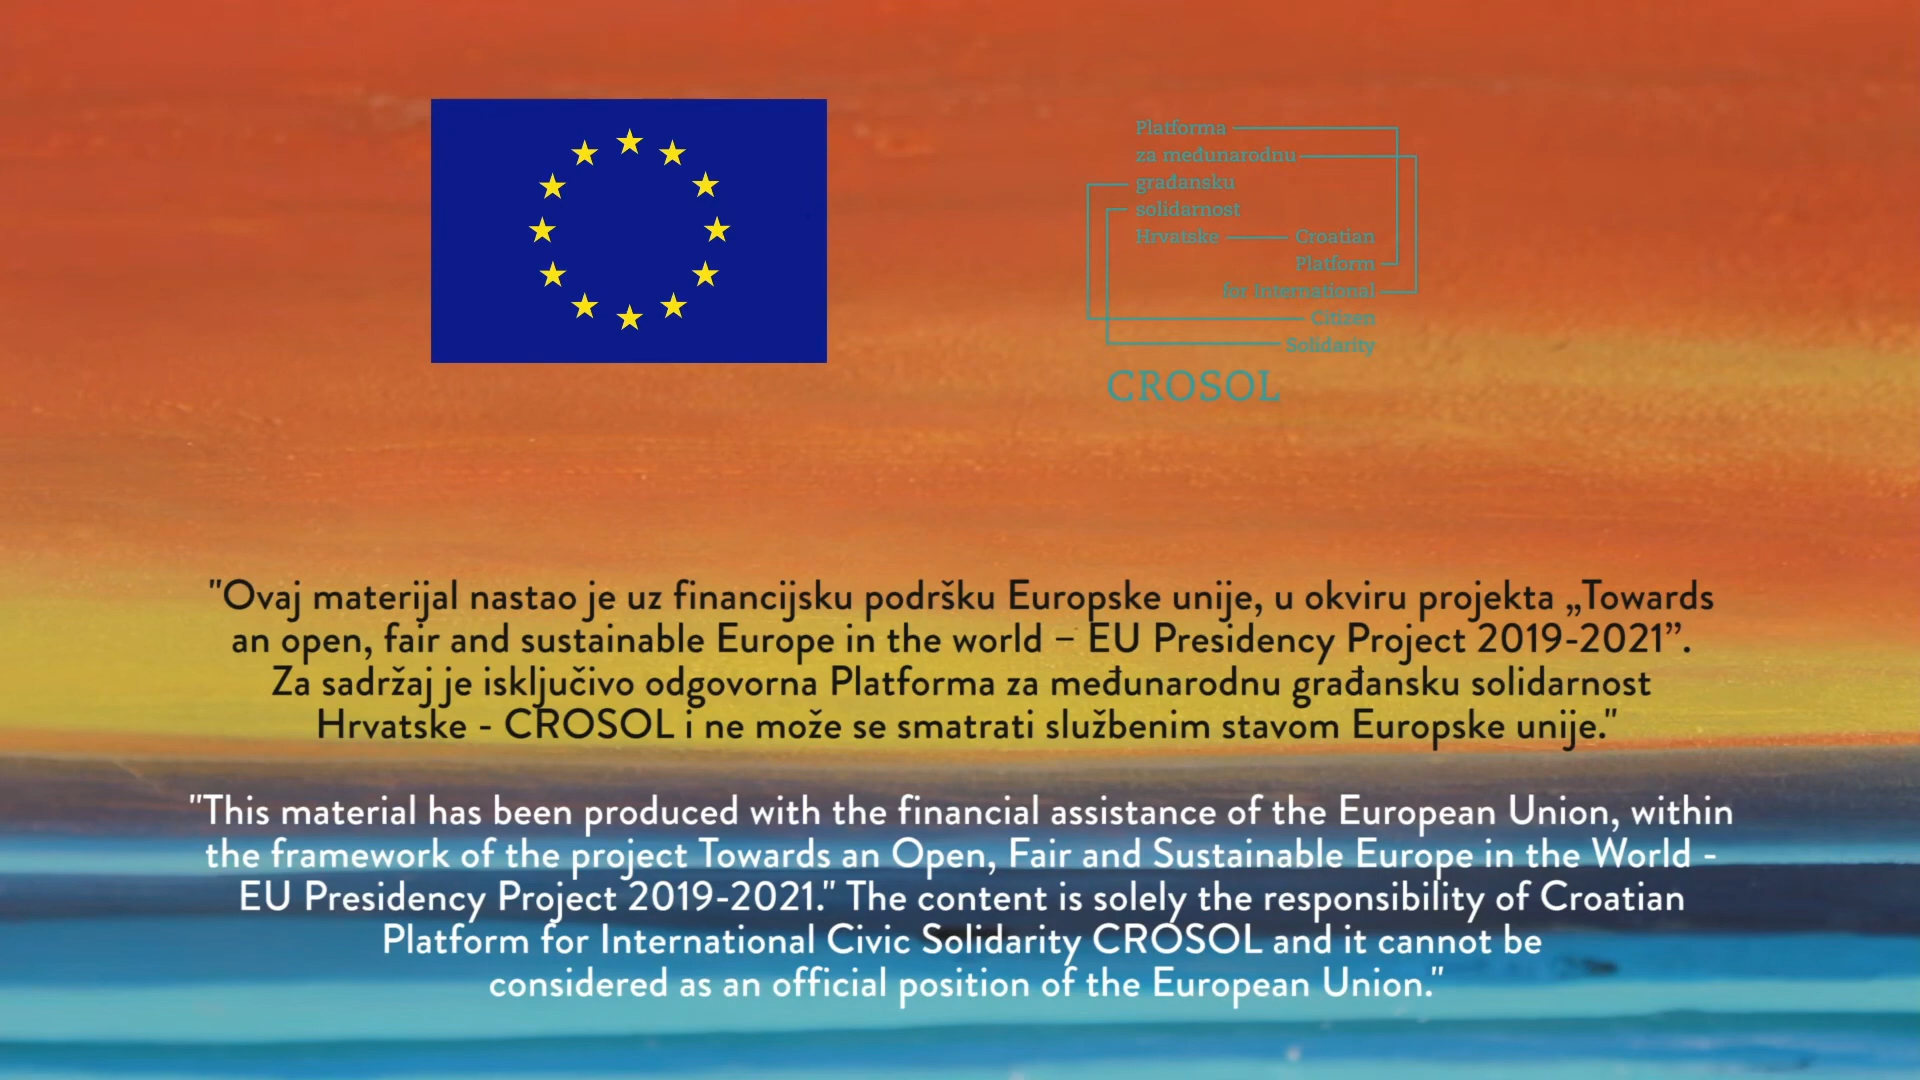 Platforma
za međunarodnu
građansku
solidarnost
Hrvatske Croatian
Platform
for International
Citizen
Solidarity
CROSOL
"Ovaj materijal nastao je uz financijsku podršku Europske unije, u okviru projekta „Towards
an open, fair and sustainable Europe in the world – EU Presidency Project 2019-2021”.
Za sadržaj je isključivo odgovorna Platforma za međunarodnu građansku solidarnost
Hrvatske - CROSOL i ne može se smatrati službenim stavom Europske unije."
"This material has been produced with the financial assistance of the European Union, within
the framework of the project Towards an Open, Fair and Sustainable Europe in the World -
EU Presidency Project 2019-2021." The content is solely the responsibility of Croatian
Platform for International Civic Solidarity CROSOL and it cannot be
considered as an official position of the European Union."